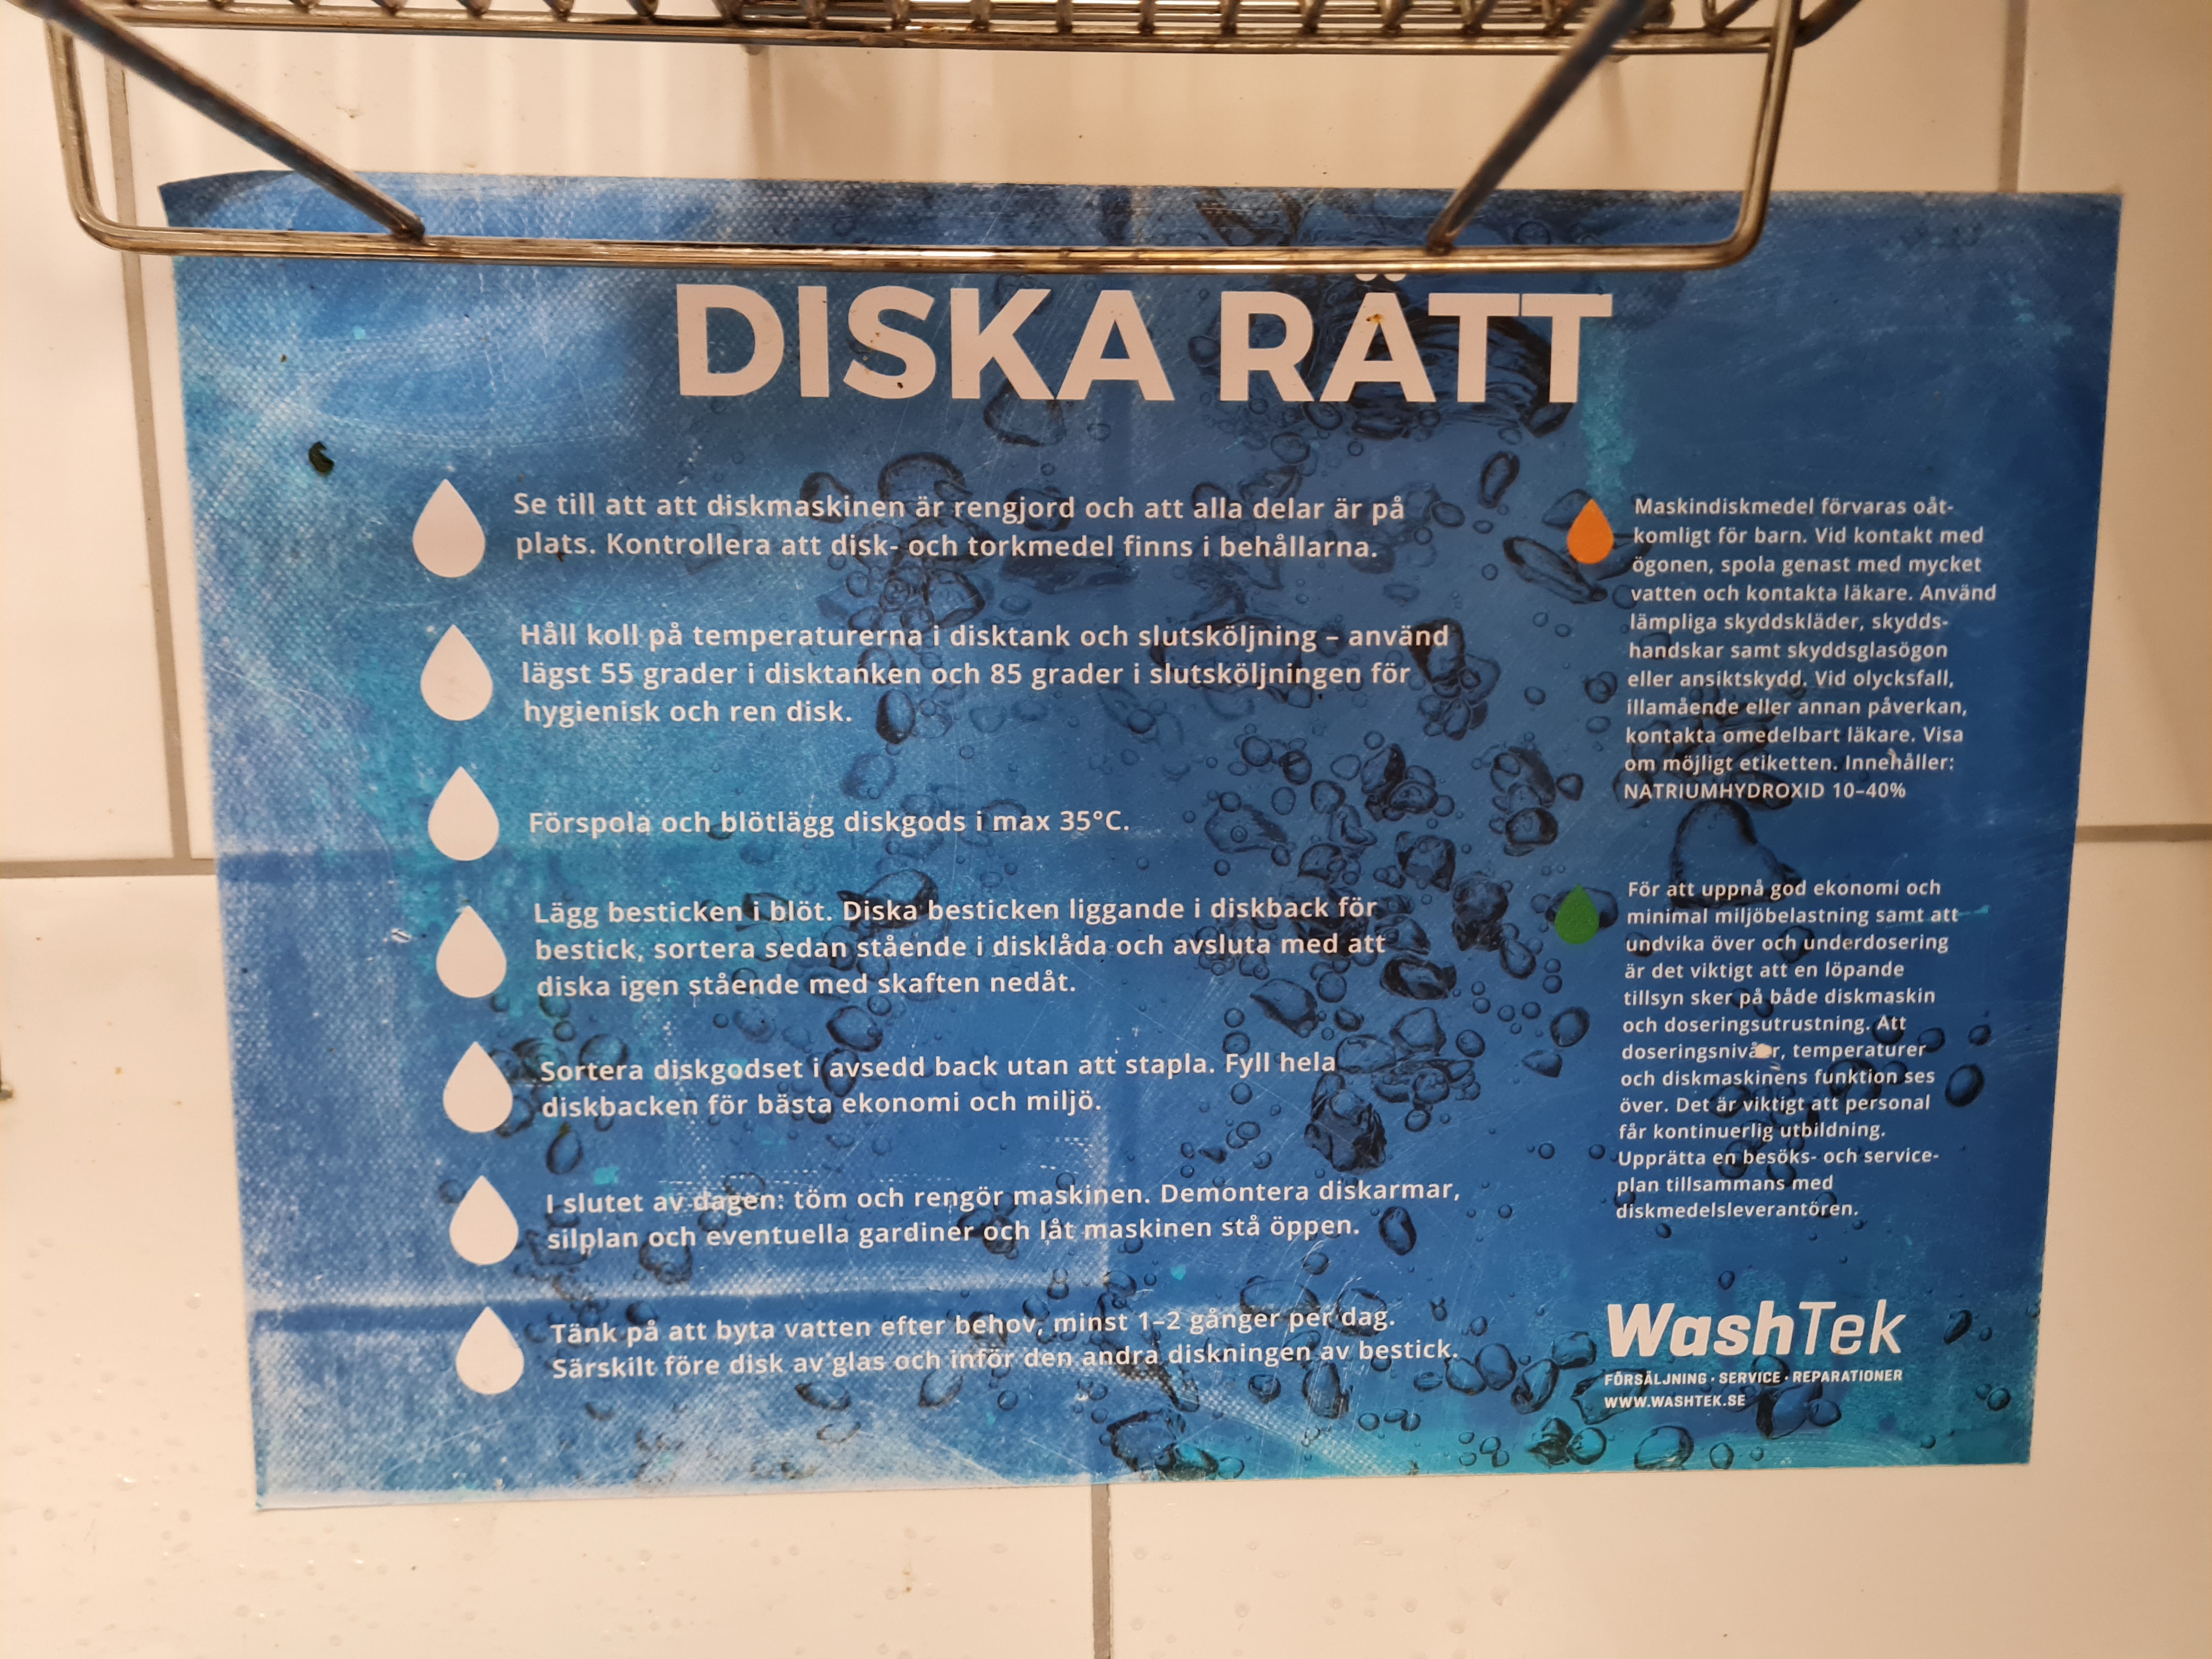 DISKA RÄTT
Se till att att diskmaskinen är rengjord och att alla delar är på
plats. Kontrollera att disk- och torkmedel finns i behållarna.
Håll koll på temperaturerna i disktank och slutsköljning – använd
lägst 55 grader i disktanken och 85 grader i slutsköljningen för
hygienisk och ren disk.
Förspola och blötlägg diskgods i max 35°C.
Lägg besticken i blöt. Diska besticken liggande i diskback för
bestick, sortera sedan stående i disklåda och avsluta med att
diska igen stående med skaften nedåt.
Sortera diskgodset i avsedd back utan att stapla. Fyll hela
diskbacken för bästa ekonomi och miljö.
I slutet av dagen: töm och rengör maskinen. Demontera diskarmar,
silplan och eventuella gardiner och låt maskinen stå öppen.
Tänk på att byta vatten efter behov, minst 1–2 gånger per dag.
Särskilt före disk av glas och inför den andra diskningen av bestick.
Maskindiskmedel förvaras oåt-
komligt för barn. Vid kontakt med
ögonen, spola genast med mycket
vatten och kontakta läkare. Använd
lämpliga skyddskläder, skydds-
handskar samt skyddsglasögon
eller ansiktskydd. Vid olycksfall,
illamående eller annan påverkan,
kontakta omedelbart läkare. Visa
om möjligt etiketten. Innehåller:
NATRIUMHYDROXID 10–40%
För att uppnå god ekonomi och
minimal miljöbelastning samt att
undvika över och underdosering
är det viktigt att en löpande
tillsyn sker på både diskmaskin
och doseringsutrustning. Att
doseringsnivåer, temperaturer
och diskmaskinens funktion ses
över. Det är viktigt att personal
får kontinuerlig utbildning.
Upprätta en besöks- och service-
plan tillsammans med
diskmedelsleverantören.
WashTek
FÖRSÄLJNING · SERVICE · REPARATIONER
WWW.WASHTEK.SE